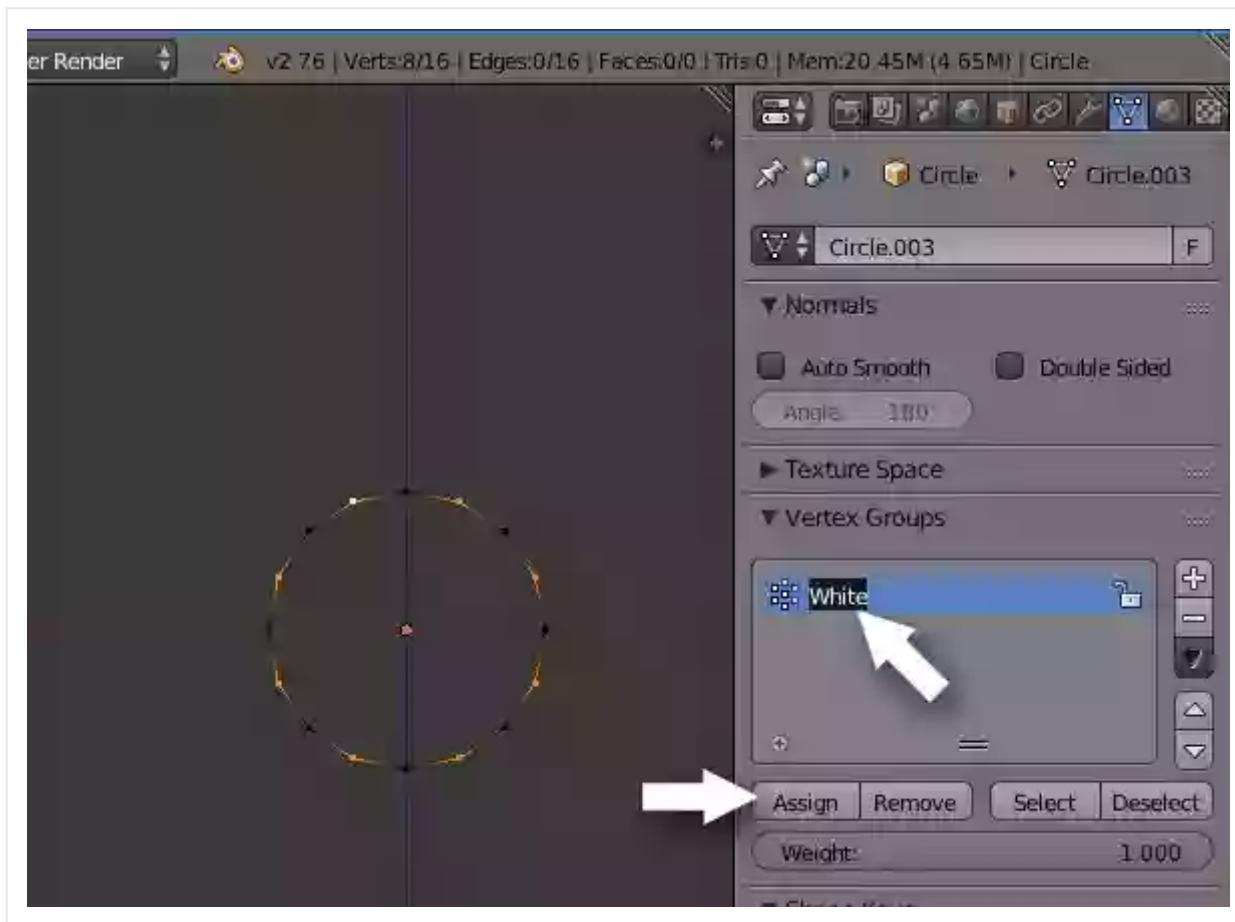 er Render
v2.76 | Verts:8/16 | Edges:0/16 | Faces:0/0 | Tris:0 | Mem:20.45M (4.65M) | Circle
Circle Circle.003
Circle.003 F
Normals
Auto Smooth Double Sided
Angle: 180°
Texture Space
Vertex Groups
White
Assign Remove Select Deselect
Weight: 1.000
Shape Keys